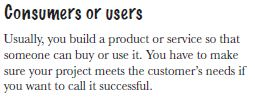 Consumers or users
Usually, you build a product or service so that
someone can buy or use it. You have to make
sure your project meets the customer's needs if
you want to call it successful.